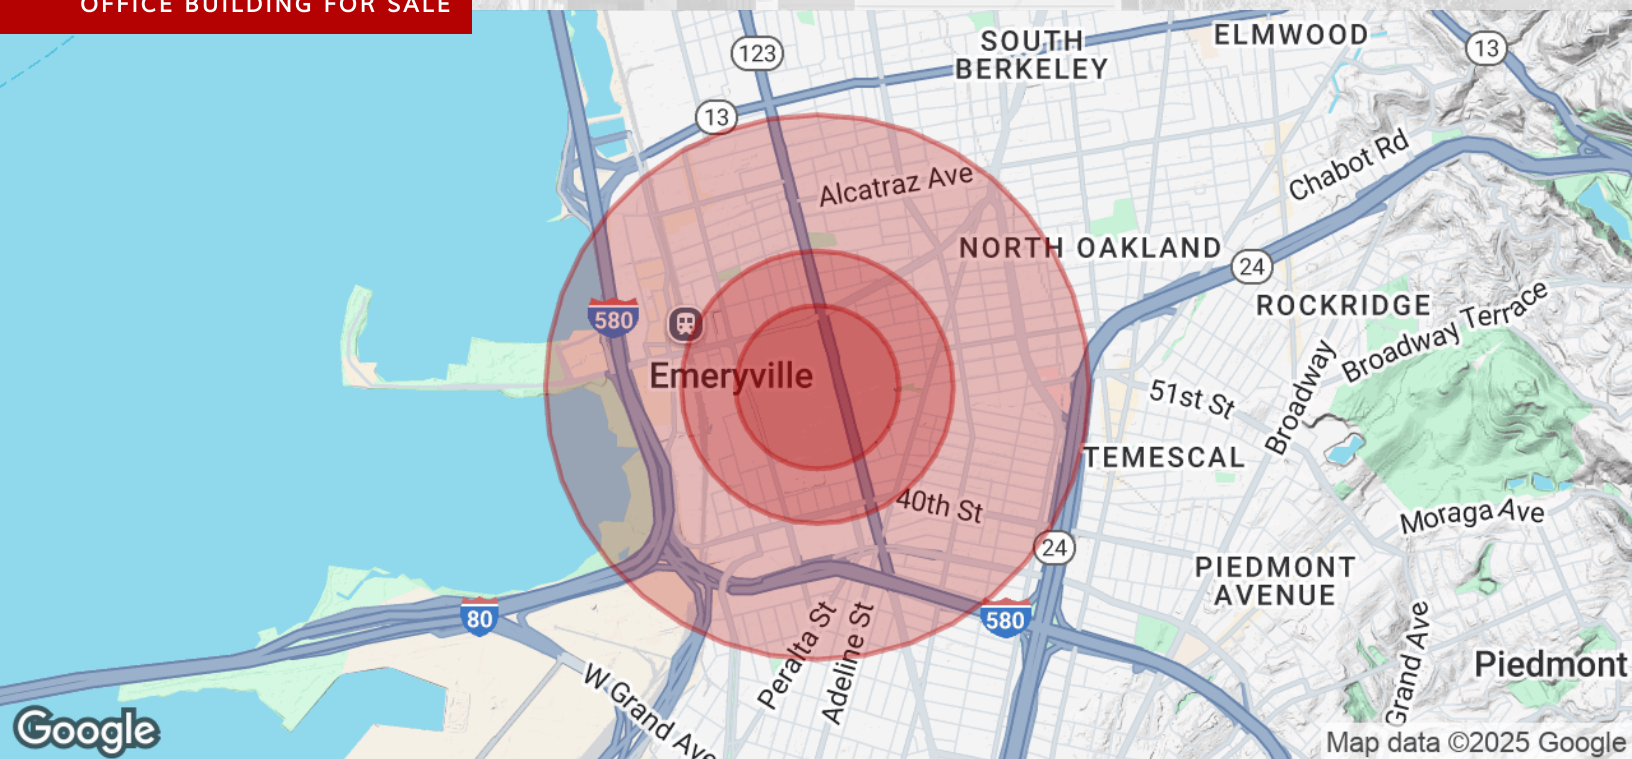 OFFICE BUILDING FOR SALE
123
SOUTH
BERKELEY
ELMWOOD
13
13
Chabot Rd
Alcatraz Ave
NORTH OAKLAND
24
ROCKRIDGE
Broadway Terrace
580
Emeryville
Broadway
51st St
TEMESCAL
40th St
Moraga Ave
24
PIEDMONT
AVENUE
80
580
Peralta St
Adeline St
Grand Ave
Piedmont
W Grand Ave
Google
Map data ©2025 Google